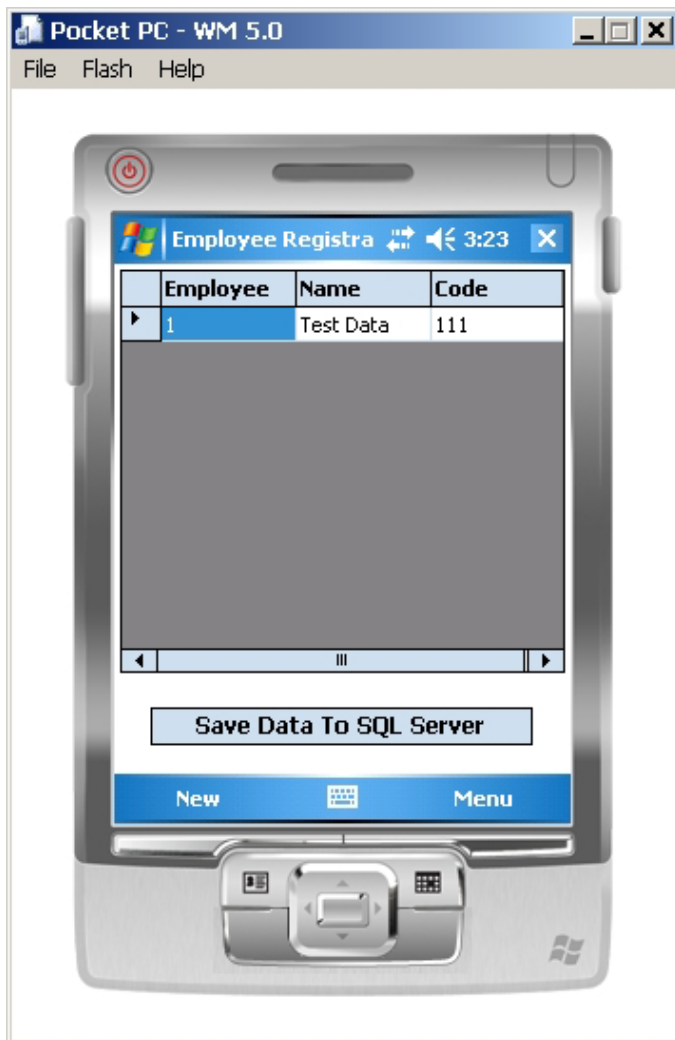 Pocket PC - WM 5.0
File Flash Help
Employee Registra 3:23
Employee Name Code
1 Test Data 111
Save Data To SQL Server
New Menu